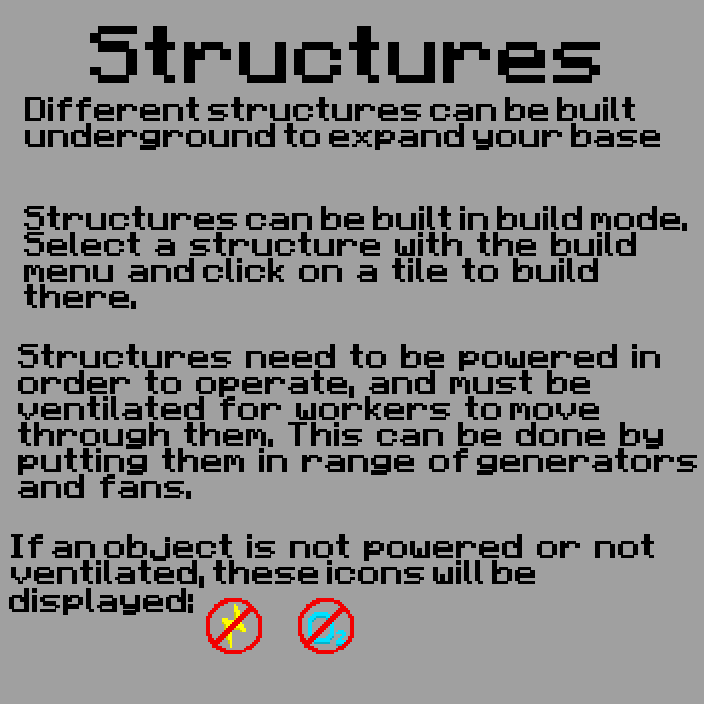 Structures
Different structures can be built
underground to expand your base
Structures can be built in build mode.
Select a structure with the build
menu and click on a tile to build
there.
Structures need to be powered in
order to operate, and must be
ventilated for workers to move
through them. This can be done by
putting them in range of generators
and fans.
If an object is not powered or not
ventilated, these icons will be
displayed:
O2